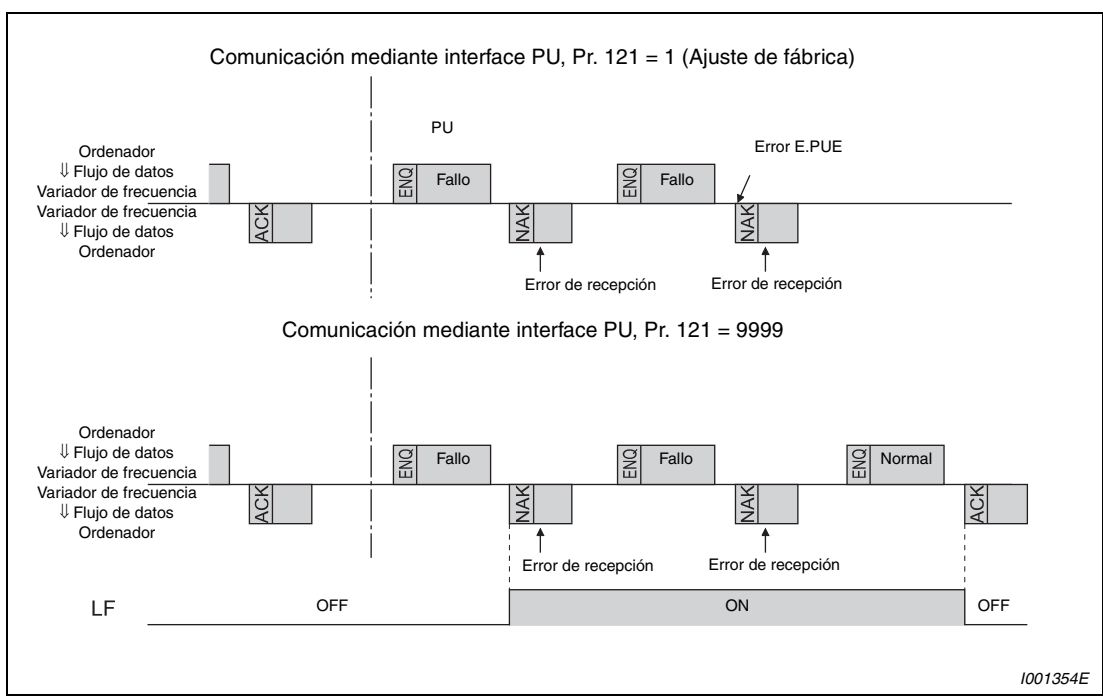 Comunicación mediante interface PU, Pr. 121 = 1 (Ajuste de fábrica)
PU
Error E.PUE
Ordenador
⇓ Flujo de datos
Variador de frecuencia
Variador de frecuencia
⇓ Flujo de datos
Ordenador
ACK
ENQ Fallo
NAK
ENQ Fallo
NAK
Error de recepción
Error de recepción
Comunicación mediante interface PU, Pr. 121 = 9999
Ordenador
⇓ Flujo de datos
Variador de frecuencia
Variador de frecuencia
⇓ Flujo de datos
Ordenador
ACK
ENQ Fallo
NAK
ENQ Fallo
NAK
ENQ Normal
ACK
Error de recepción
Error de recepción
LF OFF ON OFF
I001354E